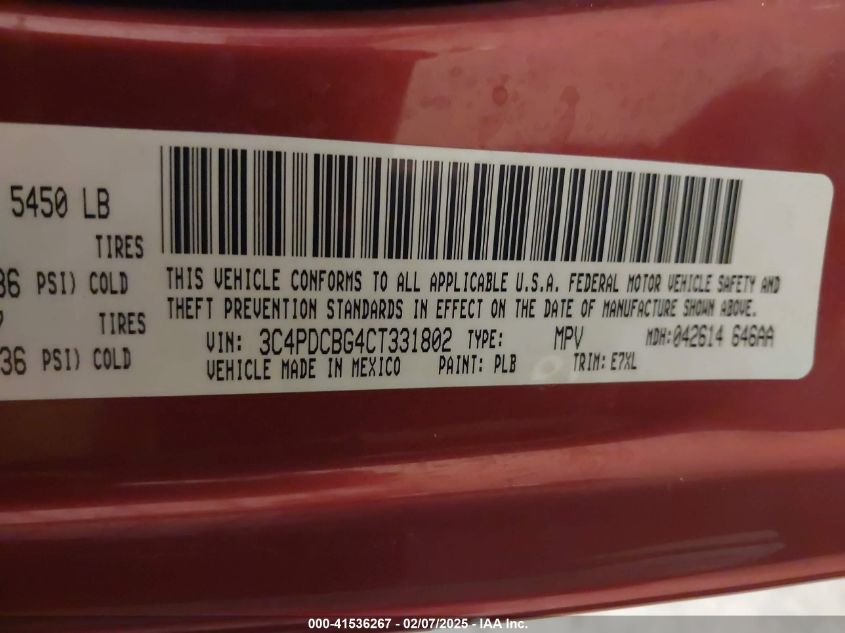 5450 LB
TIRES
36 PSI) COLD
TIRES
36 PSI) COLD
THIS VEHICLE CONFORMS TO ALL APPLICABLE U.S.A. FEDERAL MOTOR VEHICLE SAFETY AND
THEFT PREVENTION STANDARDS IN EFFECT ON THE DATE OF MANUFACTURE SHOWN ABOVE.
VIN: 3C4PDCBG4CT331802 TYPE: MPV MDH: 042614 646AA
VEHICLE MADE IN MEXICO PAINT: PLB TRIM: E7XL
000-41536267 - 02/07/2025 - © IAA Inc.